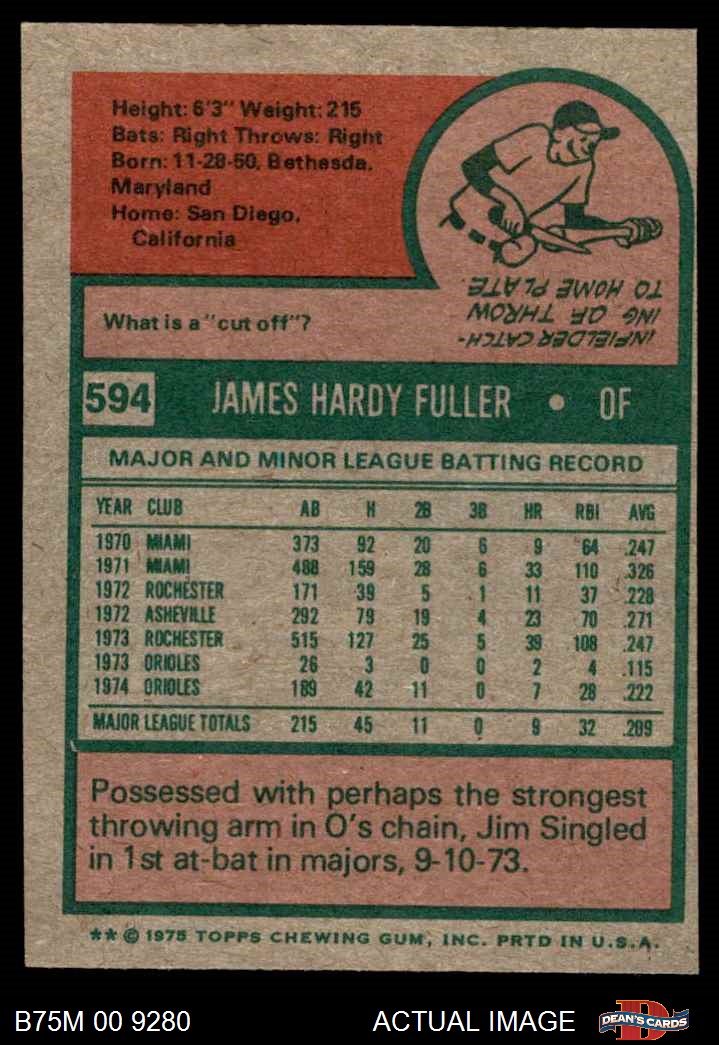 Height: 6'3" Weight: 215
Bats: Right Throws: Right
Born: 11-28-50, Bethesda,
Maryland
Home: San Diego,
California
What is a "cut off"?
INFIELDER CATCH-
ING OF THROW
TO HOME PLATE
594 JAMES HARDY FULLER • OF
MAJOR AND MINOR LEAGUE BATTING RECORD
YEAR CLUB AB H 2B 3B HR RBI AVG
1970 MIAMI 373 92 20 6 9 64 .247
1971 MIAMI 488 159 28 6 33 110 .326
1972 ROCHESTER 171 39 5 1 11 37 .228
1972 ASHEVILLE 292 79 19 4 23 70 .271
1973 ROCHESTER 515 127 25 5 39 108 .247
1973 ORIOLES 26 3 0 0 2 4 .115
1974 ORIOLES 189 42 11 0 7 28 .222
MAJOR LEAGUE TOTALS 215 45 11 0 9 32 .209
Possessed with perhaps the strongest
throwing arm in O's chain, Jim Singled
in 1st at-bat in majors, 9-10-73.
** © 1975 TOPPS CHEWING GUM, INC. PRTD IN U.S.A.
B75M 00 9280 ACTUAL IMAGE D DEAN'S CARDS